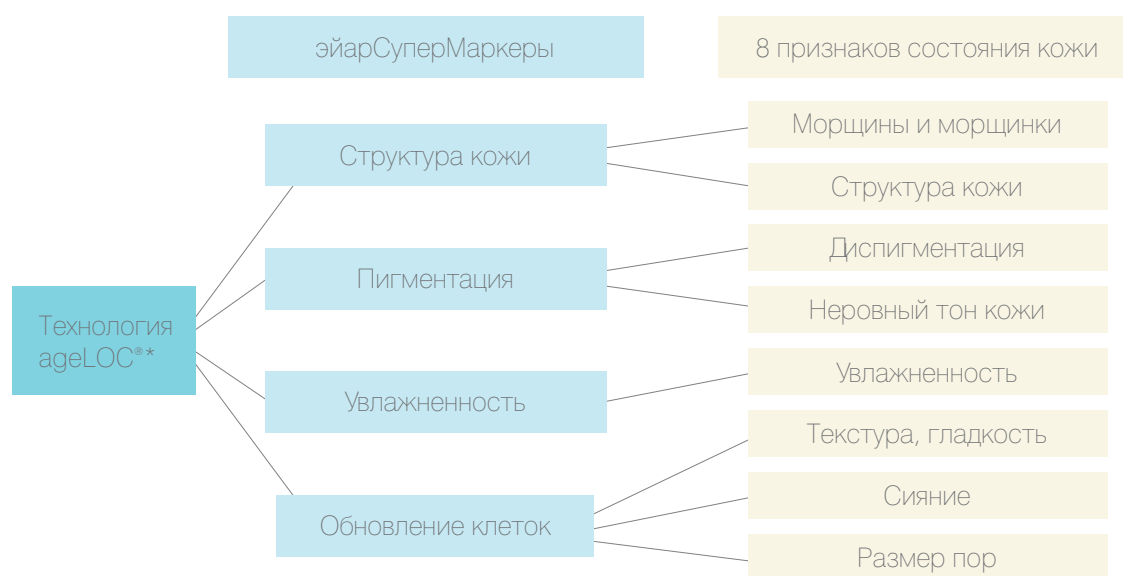 эйарСуперМаркеры
8 признаков состояния кожи
Технология
ageLOC®*
Структура кожи
Морщины и морщинки
Структура кожи
Пигментация
Диспигментация
Неровный тон кожи
Увлажненность
Увлажненность
Обновление клеток
Текстура, гладкость
Сияние
Размер пор